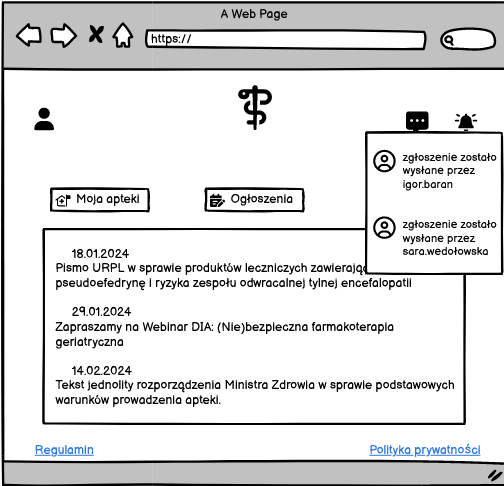 A Web Page
https://
zgłoszenie zostało
wysłane przez
igor.baran
zgłoszenie zostało
wysłane przez
sara.wedołowska
Moja apteki
Ogłoszenia
18.01.2024
Pismo URPL w sprawie produktów leczniczych
pseudoefedrynę i ryzyka zespołu odwracalnej tylnej encefalopatii
29.01.2024
Zapraszamy na Webinar DIA: (Nie)bezpieczna farmakoterapia
geriatryczna
14.02.2024
Tekst jednolity rozporządzenia Ministra Zdrowia w sprawie podstawowych
warunków prowadzenia apteki.
Regulamin
Polityka prywatności